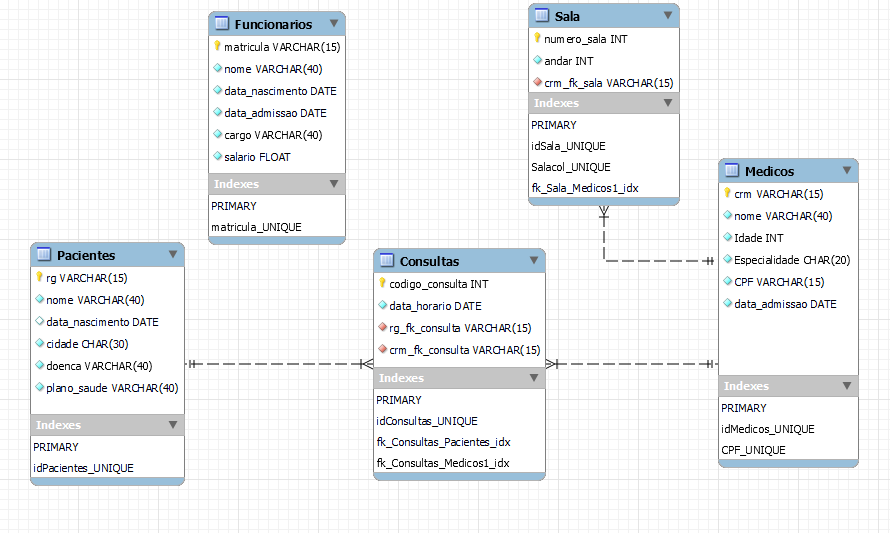 Funcionarios
matricula VARCHAR(15)
nome VARCHAR(40)
data_nascimento DATE
data_admissao DATE
cargo VARCHAR(40)
salario FLOAT
Indexes
PRIMARY
matricula_UNIQUE
Sala
numero_sala INT
andar INT
crm_fk_sala VARCHAR(15)
Indexes
PRIMARY
idSala_UNIQUE
Salacol_UNIQUE
fk_Sala_Medicos1_idx
Medicos
crm VARCHAR(15)
nome VARCHAR(40)
Idade INT
Especialidade CHAR(20)
CPF VARCHAR(15)
data_admissao DATE
Indexes
PRIMARY
idMedicos_UNIQUE
CPF_UNIQUE
Pacientes
rg VARCHAR(15)
nome VARCHAR(40)
data_nascimento DATE
cidade CHAR(30)
doenca VARCHAR(40)
plano_saude VARCHAR(40)
Indexes
PRIMARY
idPacientes_UNIQUE
Consultas
codigo_consulta INT
data_horario DATE
rg_fk_consulta VARCHAR(15)
crm_fk_consulta VARCHAR(15)
Indexes
PRIMARY
idConsultas_UNIQUE
fk_Consultas_Pacientes_idx
fk_Consultas_Medicos1_idx